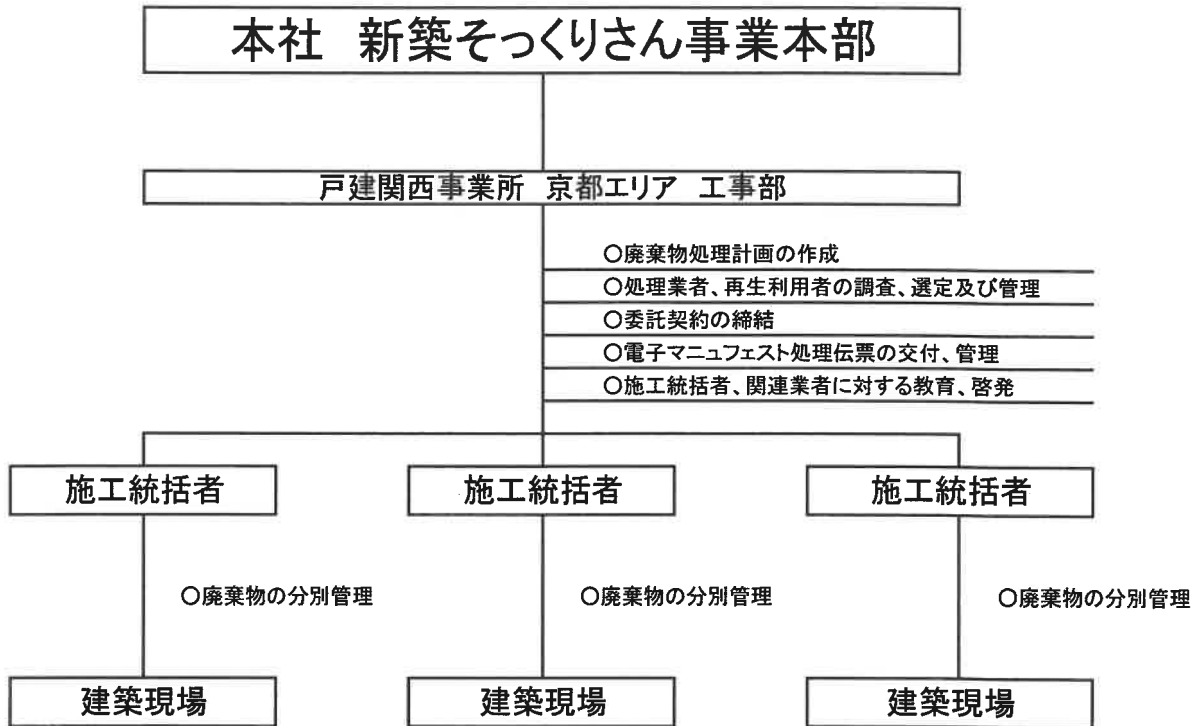 本社 新築そっくりさん事業本部
戸建関西事業所 京都エリア 工事部
○廃棄物処理計画の作成
○処理業者、再生利用者の調査、選定及び管理
○委託契約の締結
○電子マニュフェスト処理伝票の交付、管理
○施工統括者、関連業者に対する教育、啓発
施工統括者 施工統括者 施工統括者
○廃棄物の分別管理 ○廃棄物の分別管理 ○廃棄物の分別管理
建築現場 建築現場 建築現場